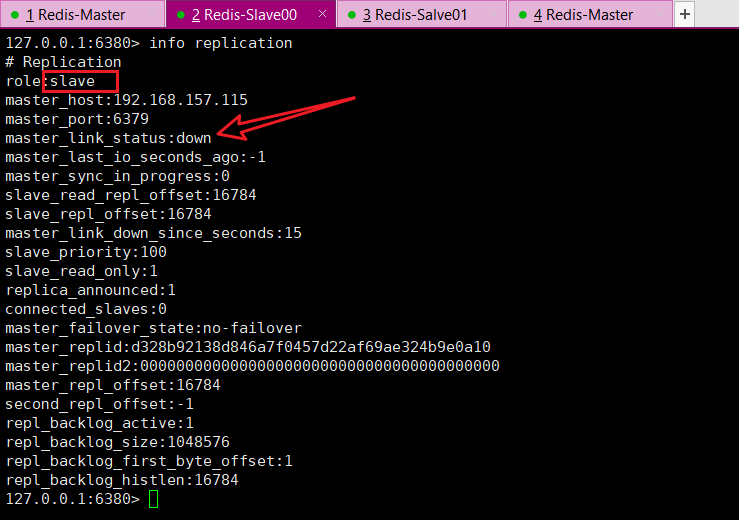 1 Redis-Master
2 Redis-Slave00
3 Redis-Salve01
4 Redis-Master
127.0.0.1:6380> info replication
# Replication
role:slave
master_host:192.168.157.115
master_port:6379
master_link_status:down
master_last_io_seconds_ago:-1
master_sync_in_progress:0
slave_read_repl_offset:16784
slave_repl_offset:16784
master_link_down_since_seconds:15
slave_priority:100
slave_read_only:1
replica_announced:1
connected_slaves:0
master_failover_state:no-failover
master_replid:d328b92138d846a7f0457d22af69ae324b9e0a10
master_replid2:0000000000000000000000000000000000000000
master_repl_offset:16784
second_repl_offset:-1
repl_backlog_active:1
repl_backlog_size:1048576
repl_backlog_first_byte_offset:1
repl_backlog_histlen:16784
127.0.0.1:6380>